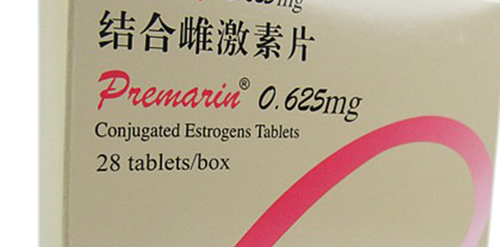 结合雌激素片
Premarin® 0.625mg
Conjugated Estrogens Tablets
28 tablets/box